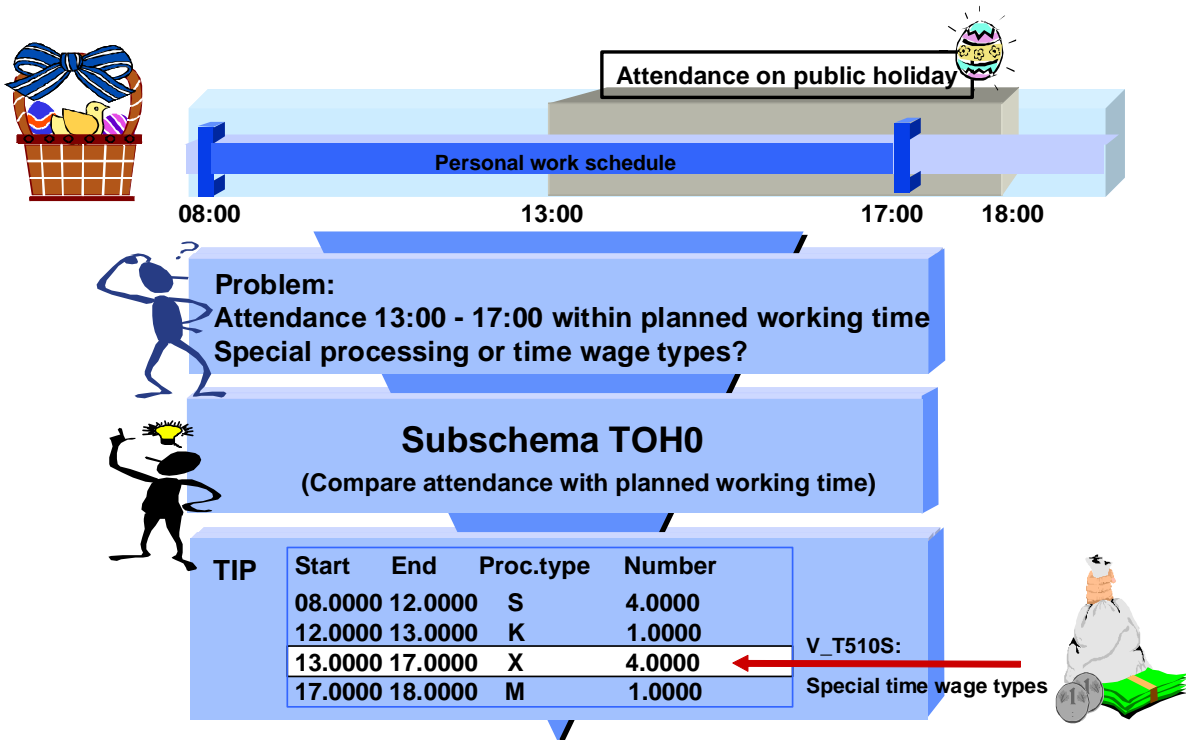 Attendance on public holiday
Personal work schedule
08:00 13:00 17:00 18:00
Problem:
Attendance 13:00 - 17:00 within planned working time
Special processing or time wage types?
Subschema TOH0
(Compare attendance with planned working time)
TIP
Start End Proc.type Number
08.0000 12.0000 S 4.0000
12.0000 13.0000 K 1.0000
13.0000 17.0000 X 4.0000
17.0000 18.0000 M 1.0000
V_T510S:
Special time wage types